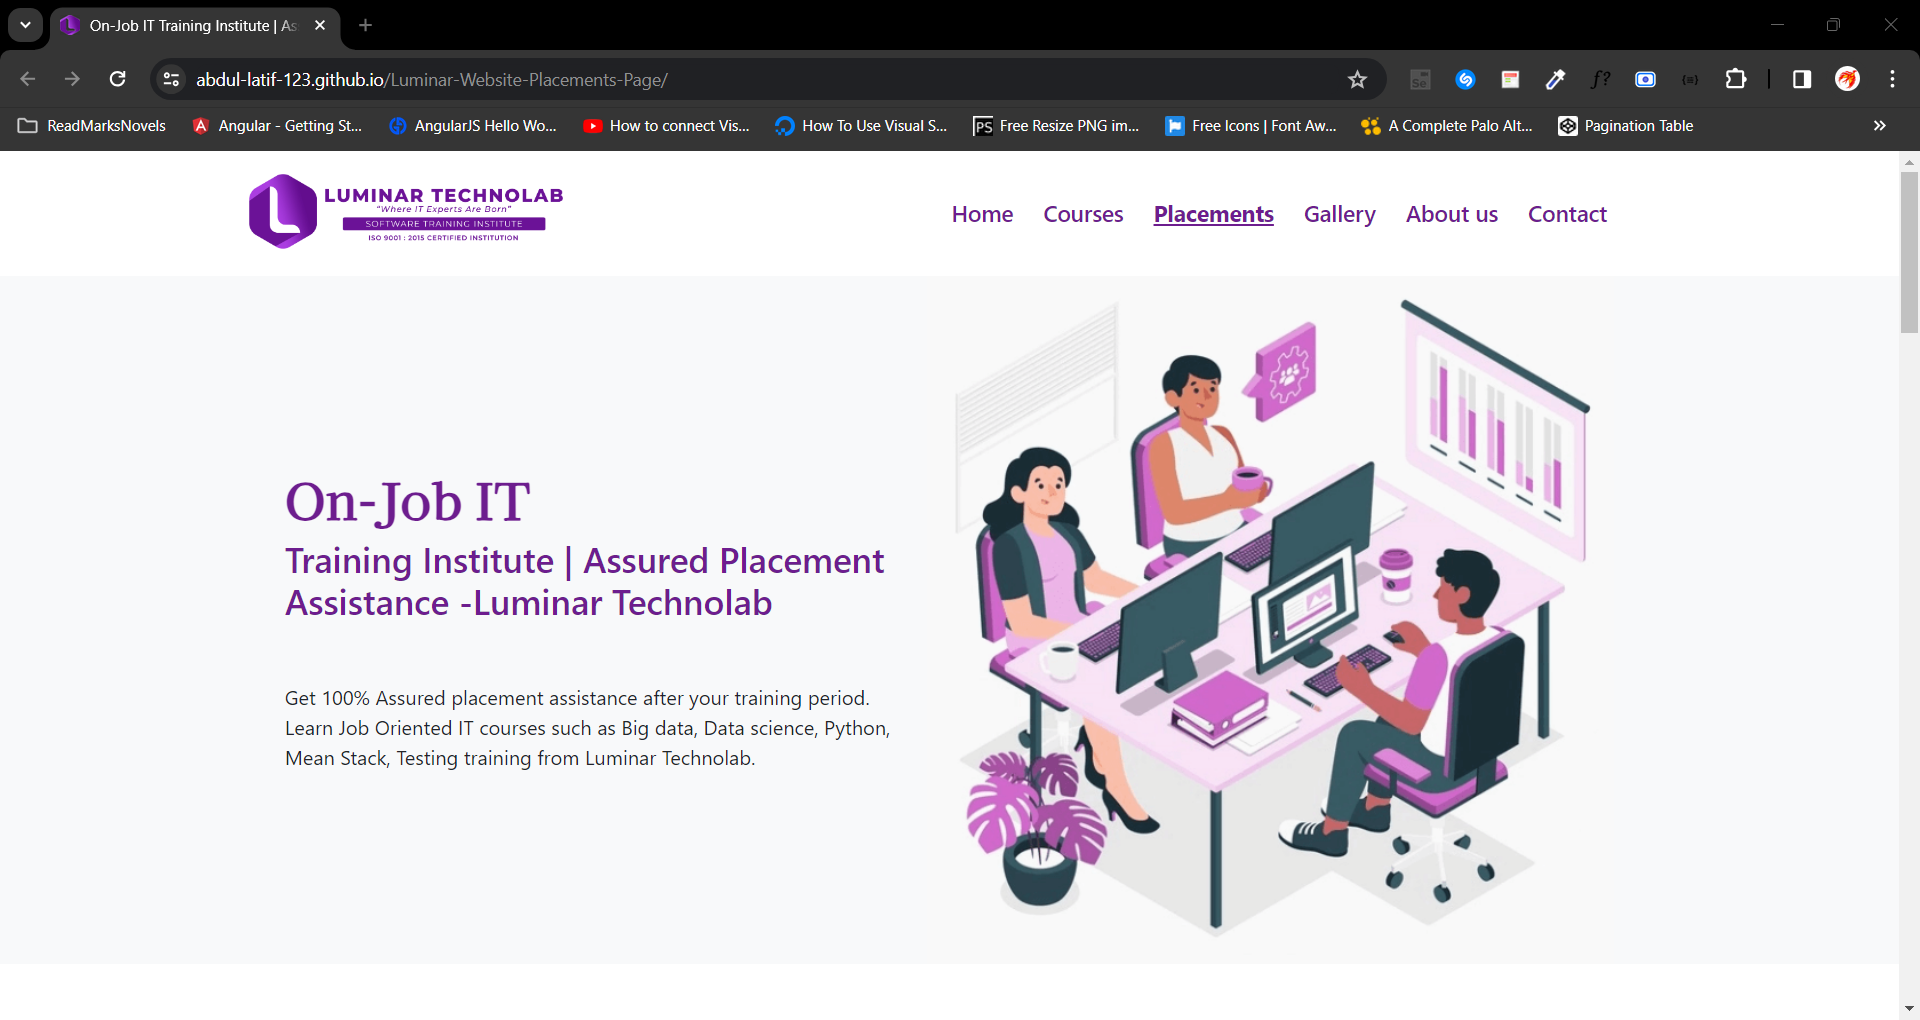 On-Job IT Training Institute | As
abdul-latif-123.github.io/Luminar-Website-Placements-Page/
ReadMarksNovels
Angular - Getting St...
AngularJS Hello Wo...
How to connect Vis...
How To Use Visual S...
Free Resize PNG im...
Free Icons | Font Aw...
A Complete Palo Alt...
Pagination Table
LUMINAR TECHNOLAB
"Where IT Experts Are Born"
SOFTWARE TRAINING INSTITUTE
ISO 9001 : 2015 CERTIFIED INSTITUTION
Home
Courses
Placements
Gallery
About us
Contact
On-Job IT
Training Institute | Assured Placement
Assistance -Luminar Technolab
Get 100% Assured placement assistance after your training period.
Learn Job Oriented IT courses such as Big data, Data science, Python,
Mean Stack, Testing training from Luminar Technolab.